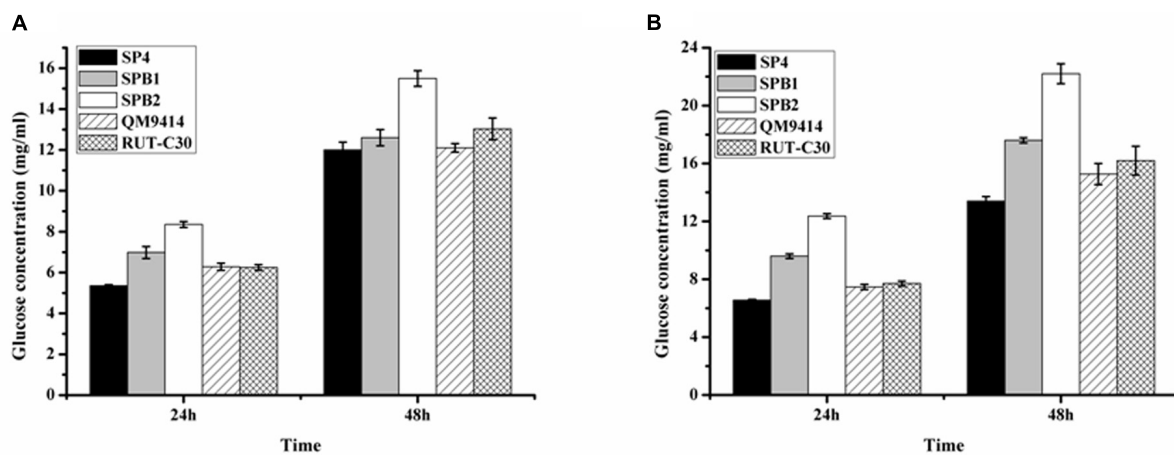 A
Glucose concentration (mg/ml)
16
14
12
10
8
6
4
2
0
SP4
SPB1
SPB2
QM9414
RUT-C30
24h
48h
Time
B
Glucose concentration (mg/ml)
24
20
16
12
8
4
0
SP4
SPB1
SPB2
QM9414
RUT-C30
24h
48h
Time